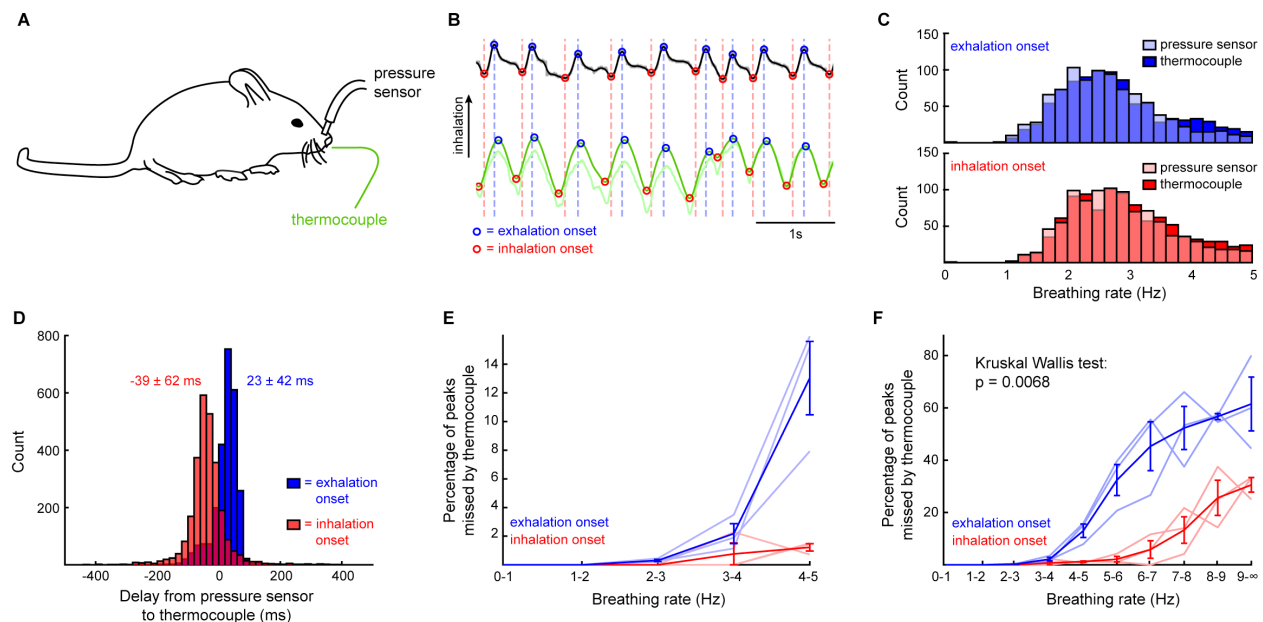 A
pressure
sensor
thermocouple
B
inhalation
1s
= exhalation onset
= inhalation onset
C
150
100
50
Count
exhalation onset
pressure sensor
thermocouple
150
100
50
Count
inhalation onset
pressure sensor
thermocouple
0 1 2 3 4 5
Breathing rate (Hz)
D
800
600
400
200
Count
-39 ± 62 ms
23 ± 42 ms
= exhalation
onset
= inhalation
onset
-400 -200 0 200 400
Delay from pressure sensor
to thermocouple (ms)
E
Percentage of peaks
missed by thermocouple
14
12
10
8
6
4
2
exhalation onset
inhalation onset
0-1 1-2 2-3 3-4 4-5
Breathing rate (Hz)
F
Percentage of peaks
missed by thermocouple
80
60
40
20
0
Kruskal Wallis test:
p = 0.0068
exhalation onset
inhalation onset
0-1 1-2 2-3 3-4 4-5 5-6 6-7 7-8 8-9 9-∞
Breathing rate (Hz)